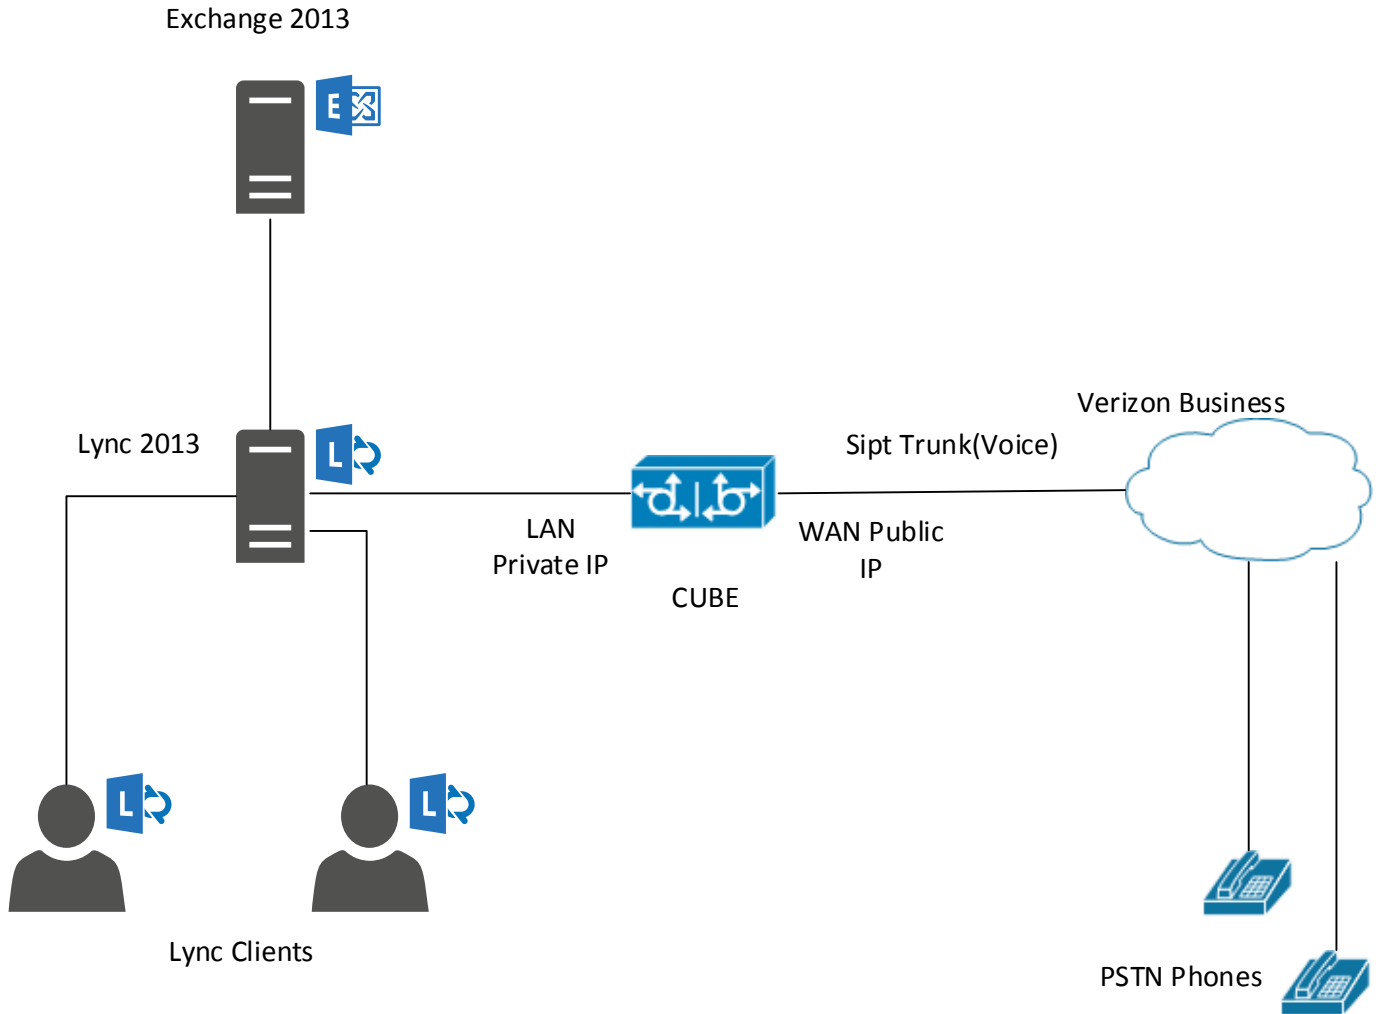 Exchange 2013
E
Verizon Business
Lync 2013
L
Sipt Trunk(Voice)
LAN
Private IP
WAN Public
IP
CUBE
L
L
Lync Clients
PSTN Phones